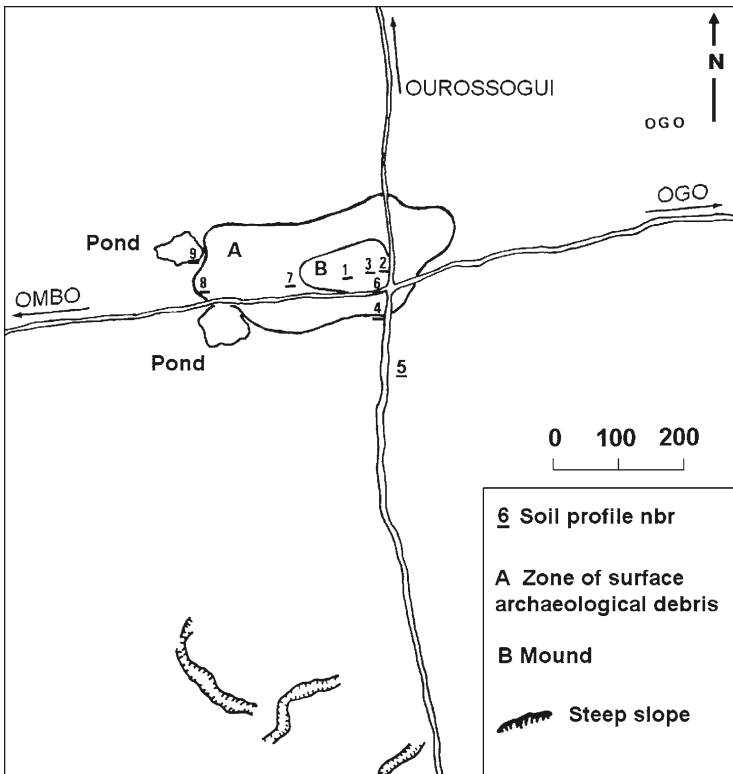 OUROSSOGUI
N
OGO
OGO
Pond
A
9
B 1 3 2
7
8
6
OMBO
4
Pond
5
0 100 200
6 Soil profile nbr
A Zone of surface
archaeological debris
B Mound
Steep slope